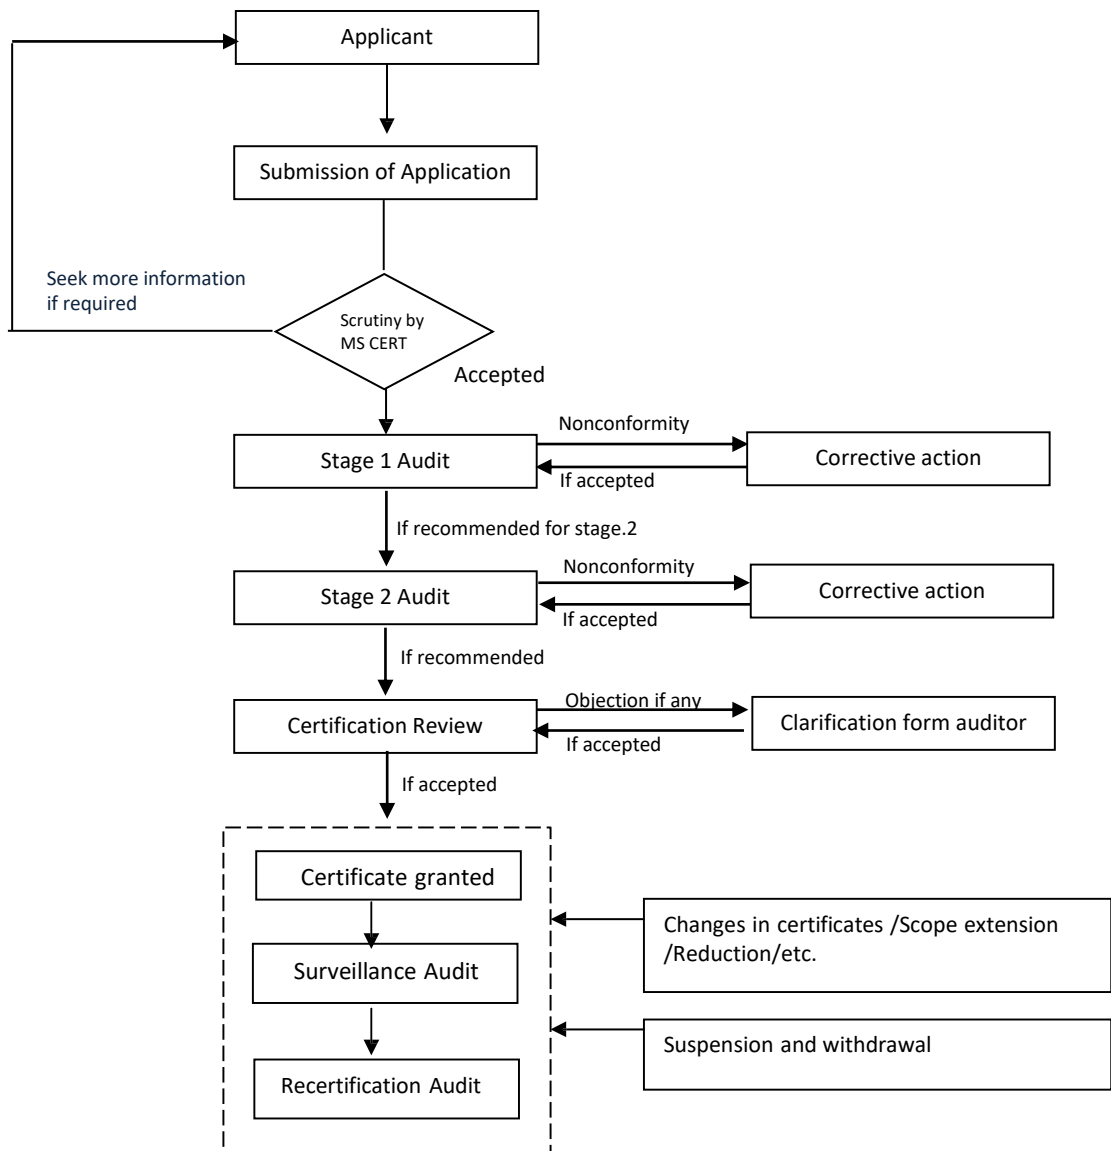 Applicant
Submission of Application
Seek more information
if required
Scrutiny by
MS CERT
Accepted
Nonconformity
Stage 1 Audit
Corrective action
If accepted
If recommended for stage.2
Nonconformity
Stage 2 Audit
Corrective action
If accepted
If recommended
Objection if any
Certification Review
Clarification form auditor
If accepted
If accepted
Certificate granted
Changes in certificates /Scope extension
/Reduction/etc.
Surveillance Audit
Suspension and withdrawal
Recertification Audit